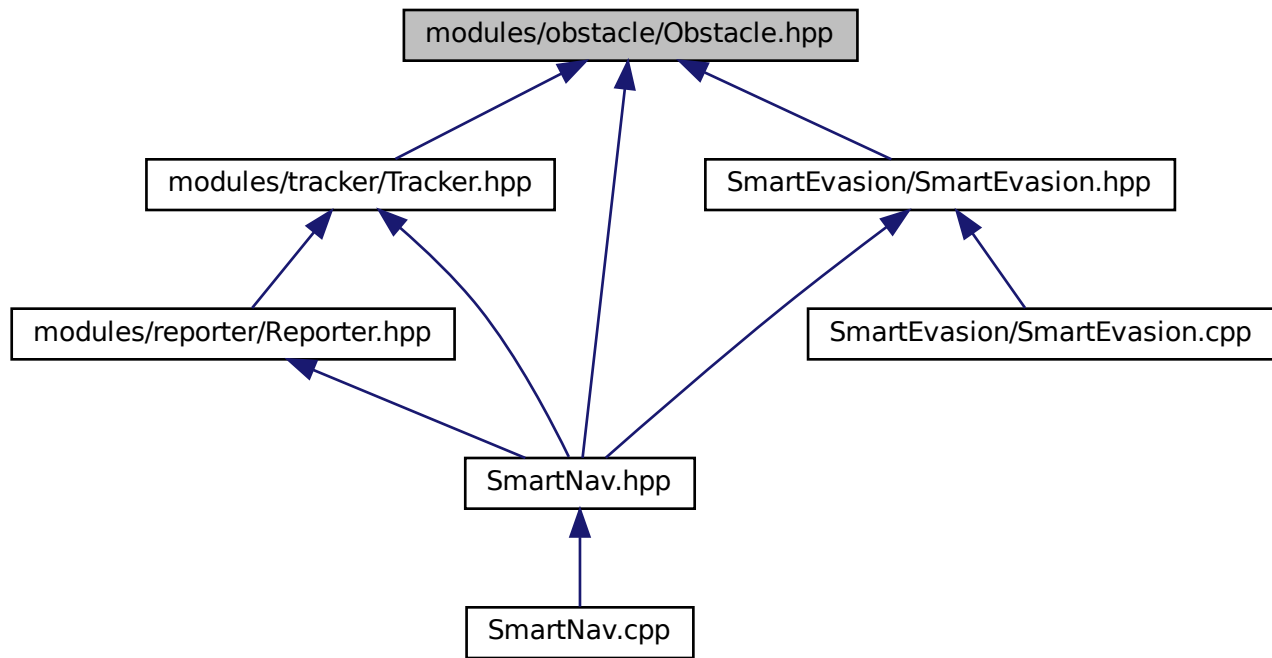 modules/obstacle/Obstacle.hpp
modules/tracker/Tracker.hpp
SmartEvasion/SmartEvasion.hpp
modules/reporter/Reporter.hpp
SmartEvasion/SmartEvasion.cpp
SmartNav.hpp
SmartNav.cpp